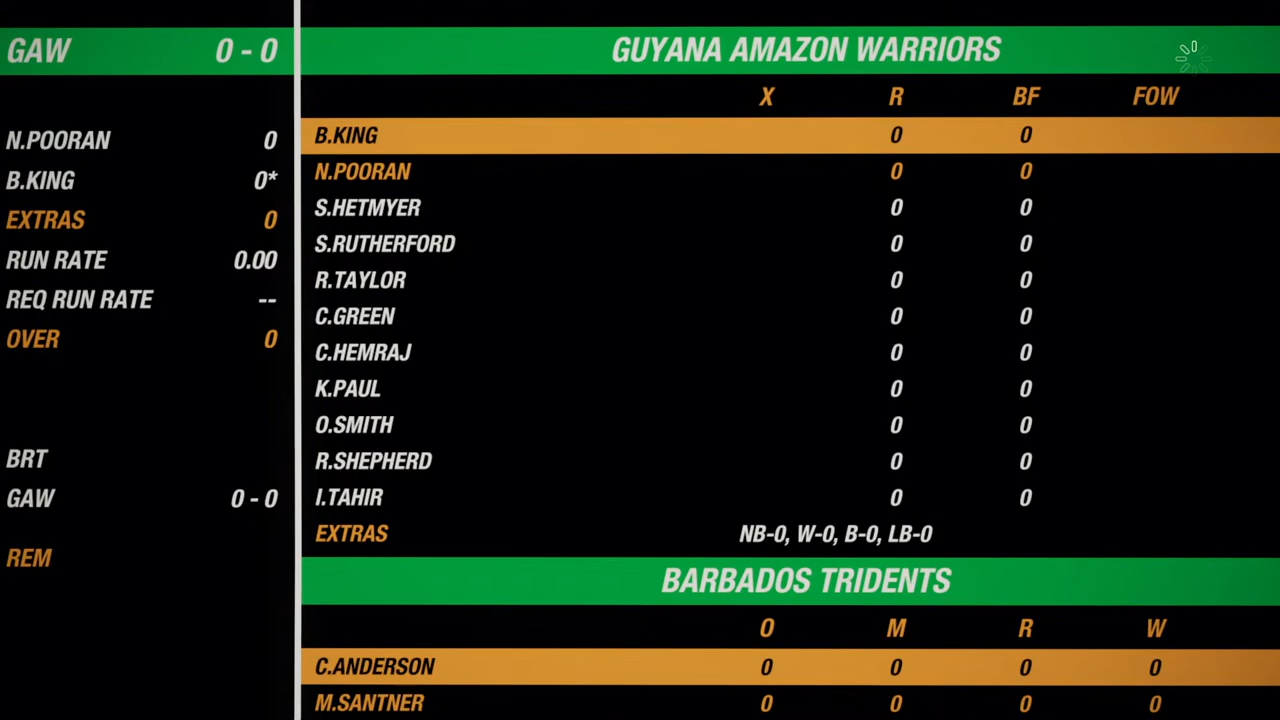 GAW 0 - 0
N.POORAN 0
B.KING 0*
EXTRAS 0
RUN RATE 0.00
REQ RUN RATE --
OVER 0
BRT
GAW 0 - 0
REM
GUYANA AMAZON WARRIORS
X R BF FOW
B.KING 0 0
N.POORAN 0 0
S.HETMYER 0 0
S.RUTHERFORD 0 0
R.TAYLOR 0 0
C.GREEN 0 0
C.HEMRAJ 0 0
K.PAUL 0 0
O.SMITH 0 0
R.SHEPHERD 0 0
I.TAHIR 0 0
EXTRAS NB-0, W-0, B-0, LB-0
BARBADOS TRIDENTS
O M R W
C.ANDERSON 0 0 0 0
M.SANTNER 0 0 0 0